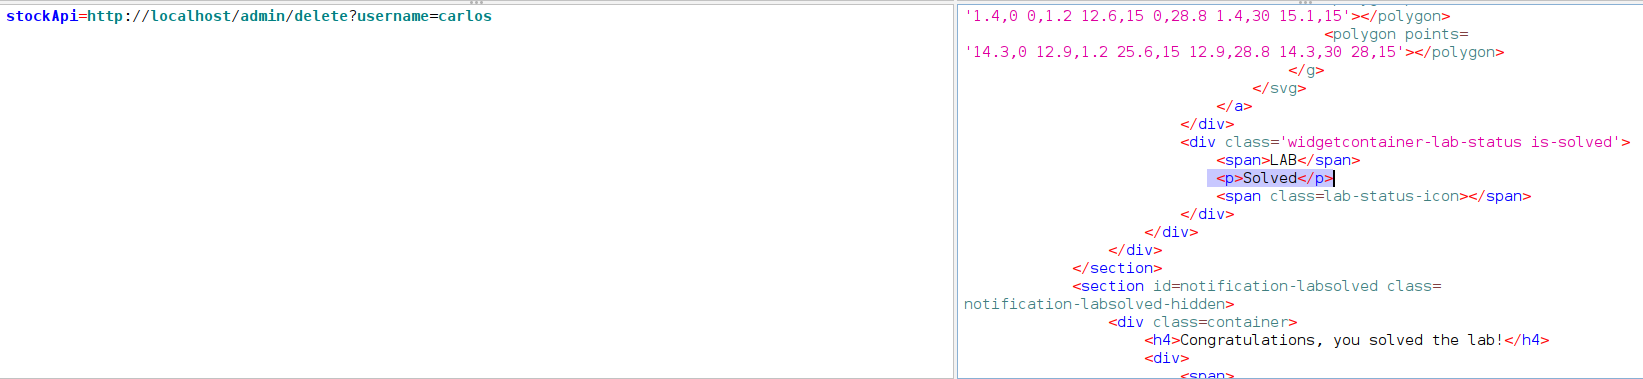 stockApi=http://localhost/admin/delete?username=carlos
'1.4,0 0,1.2 12.6,15 0,28.8 1.4,30 15.1,15'></polygon>
<polygon points=
'14.3,0 12.9,1.2 25.6,15 12.9,28.8 14.3,30 28,15'></polygon>
</g>
</svg>
</a>
</div>
<div class='widgetcontainer-lab-status is-solved'>
<span>LAB</span>
<p>Solved</p>
<span class=lab-status-icon></span>
</div>
</div>
</div>
</section>
<section id=notification-labsolved class=
notification-labsolved-hidden>
<div class=container>
<h4>Congratulations, you solved the lab!</h4>
<div>
<span>